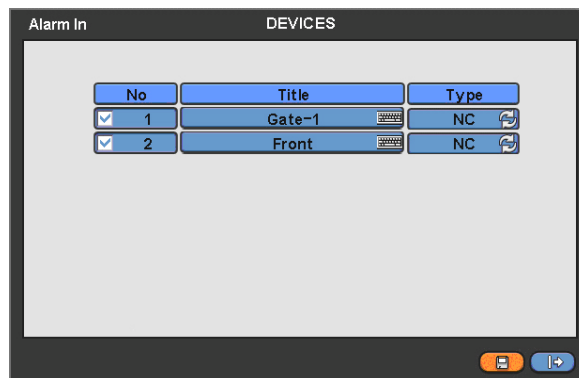 Alarm In DEVICES
No Title Type
1 Gate-1 NC
2 Front NC